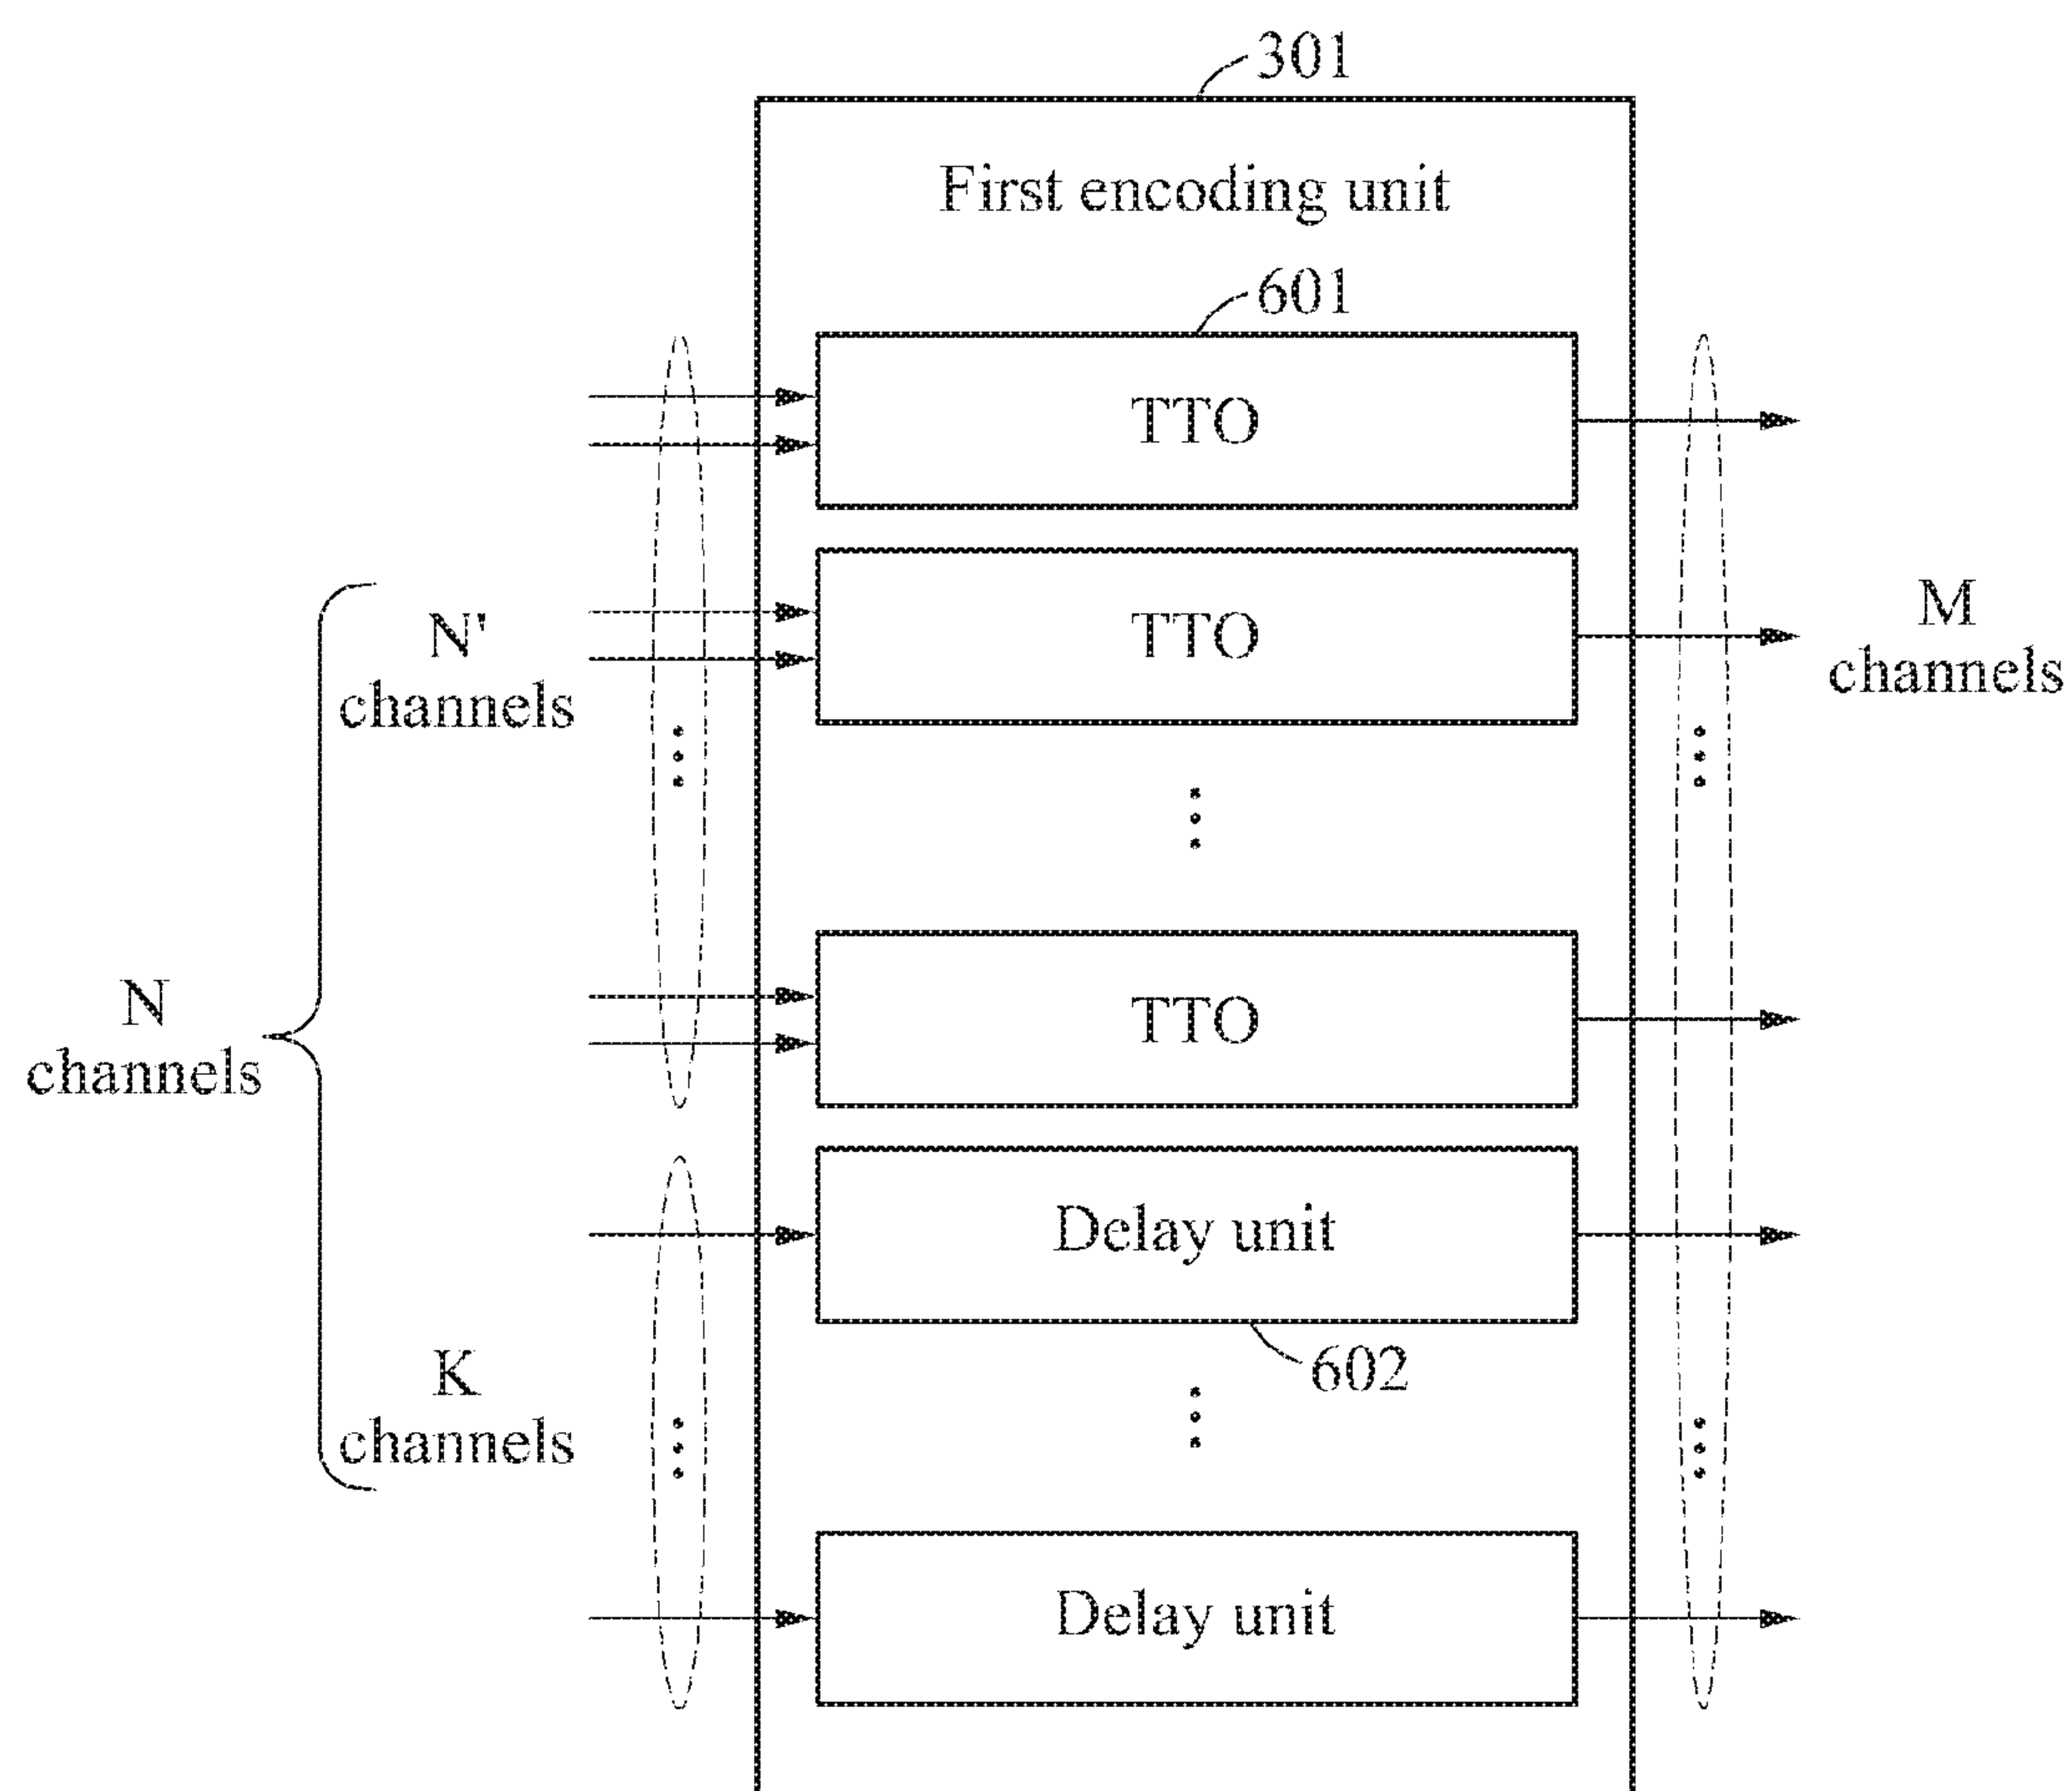 301
First encoding unit
601
TTO
N'
channels
TTO
M
channels
N
channels
TTO
Delay unit
602
K
channels
Delay unit